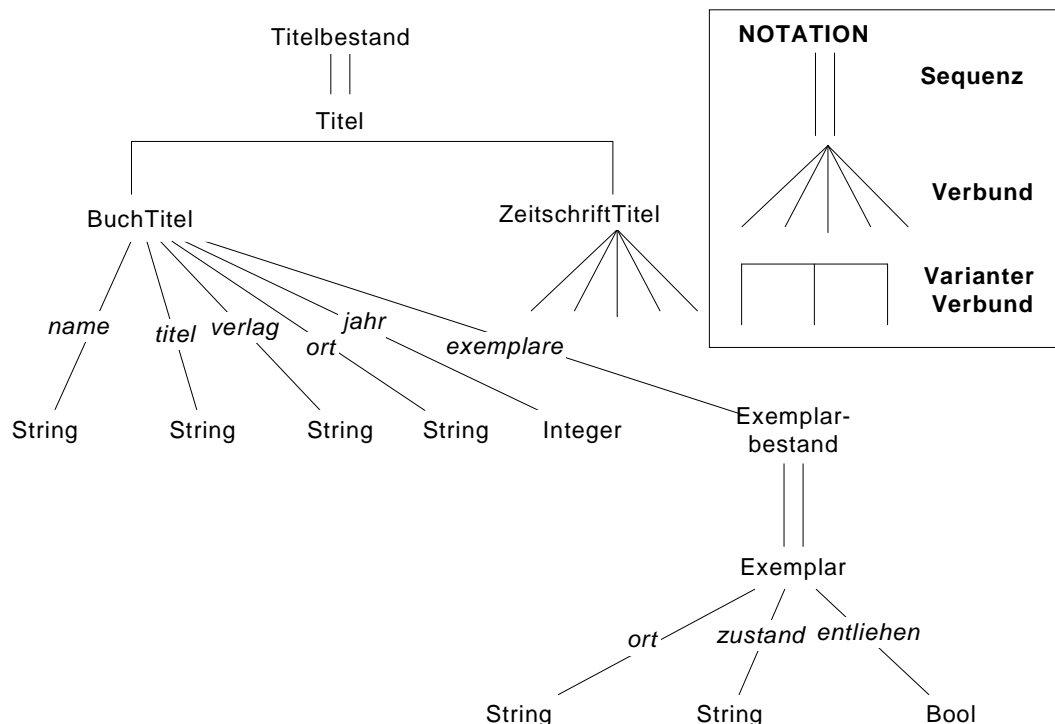 Titelbestand
Titel
BuchTitel
ZeitschriftTitel
name
titel
verlag
ort
jahr
exemplare
String
String
String
String
Integer
Exemplar-
bestand
Exemplar
ort
zustand
entliehen
String
String
Bool
NOTATION
Sequenz
Verbund
Varianter
Verbund